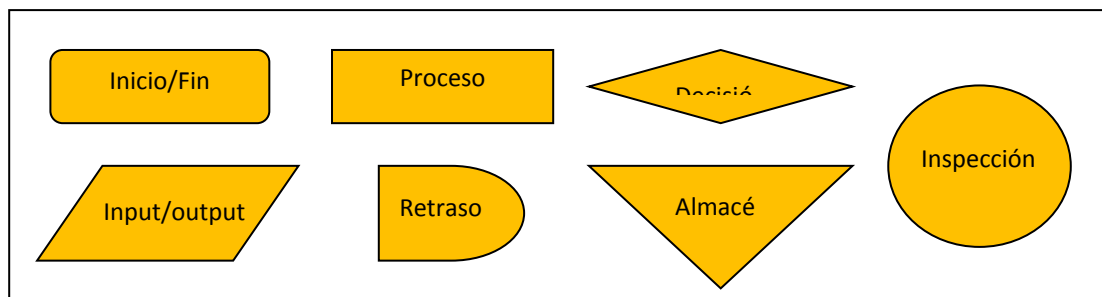 Inicio/Fin
Proceso
Decisió
Inspección
Input/output
Retraso
Almacé